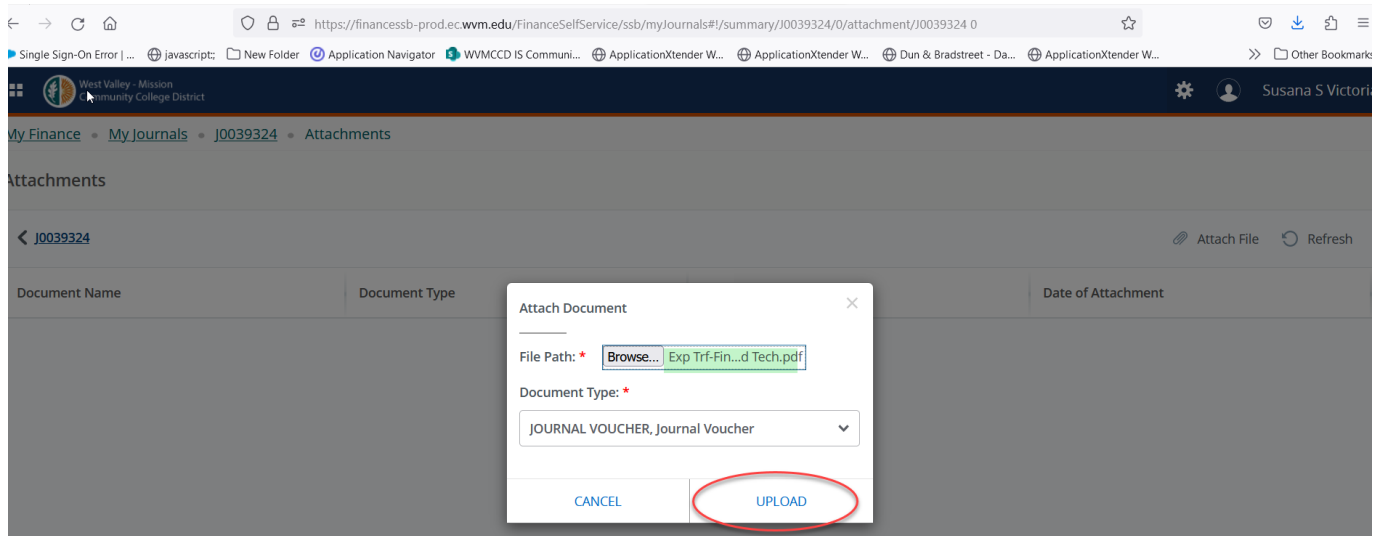 https://financessb-prod.ec.wvm.edu/FinanceSelfService/ssb/myJournals#!/summary/J0039324/0/attachment/J0039324 0
Single Sign-On Error | ... javascript:; New Folder Application Navigator WVMCCD IS Communi... ApplicationXtender W... ApplicationXtender W... Dun & Bradstreet - Da... ApplicationXtender W... Other Bookmarks
West Valley - Mission
Community College District
Susana S Victoria
My Finance • My Journals • J0039324 • Attachments
Attachments
J0039324
Attach File Refresh
Document Name Document Type Date of Attachment
Attach Document
File Path: * Browse... Exp Trf-Fin...d Tech.pdf
Document Type: *
JOURNAL VOUCHER, Journal Voucher
CANCEL UPLOAD